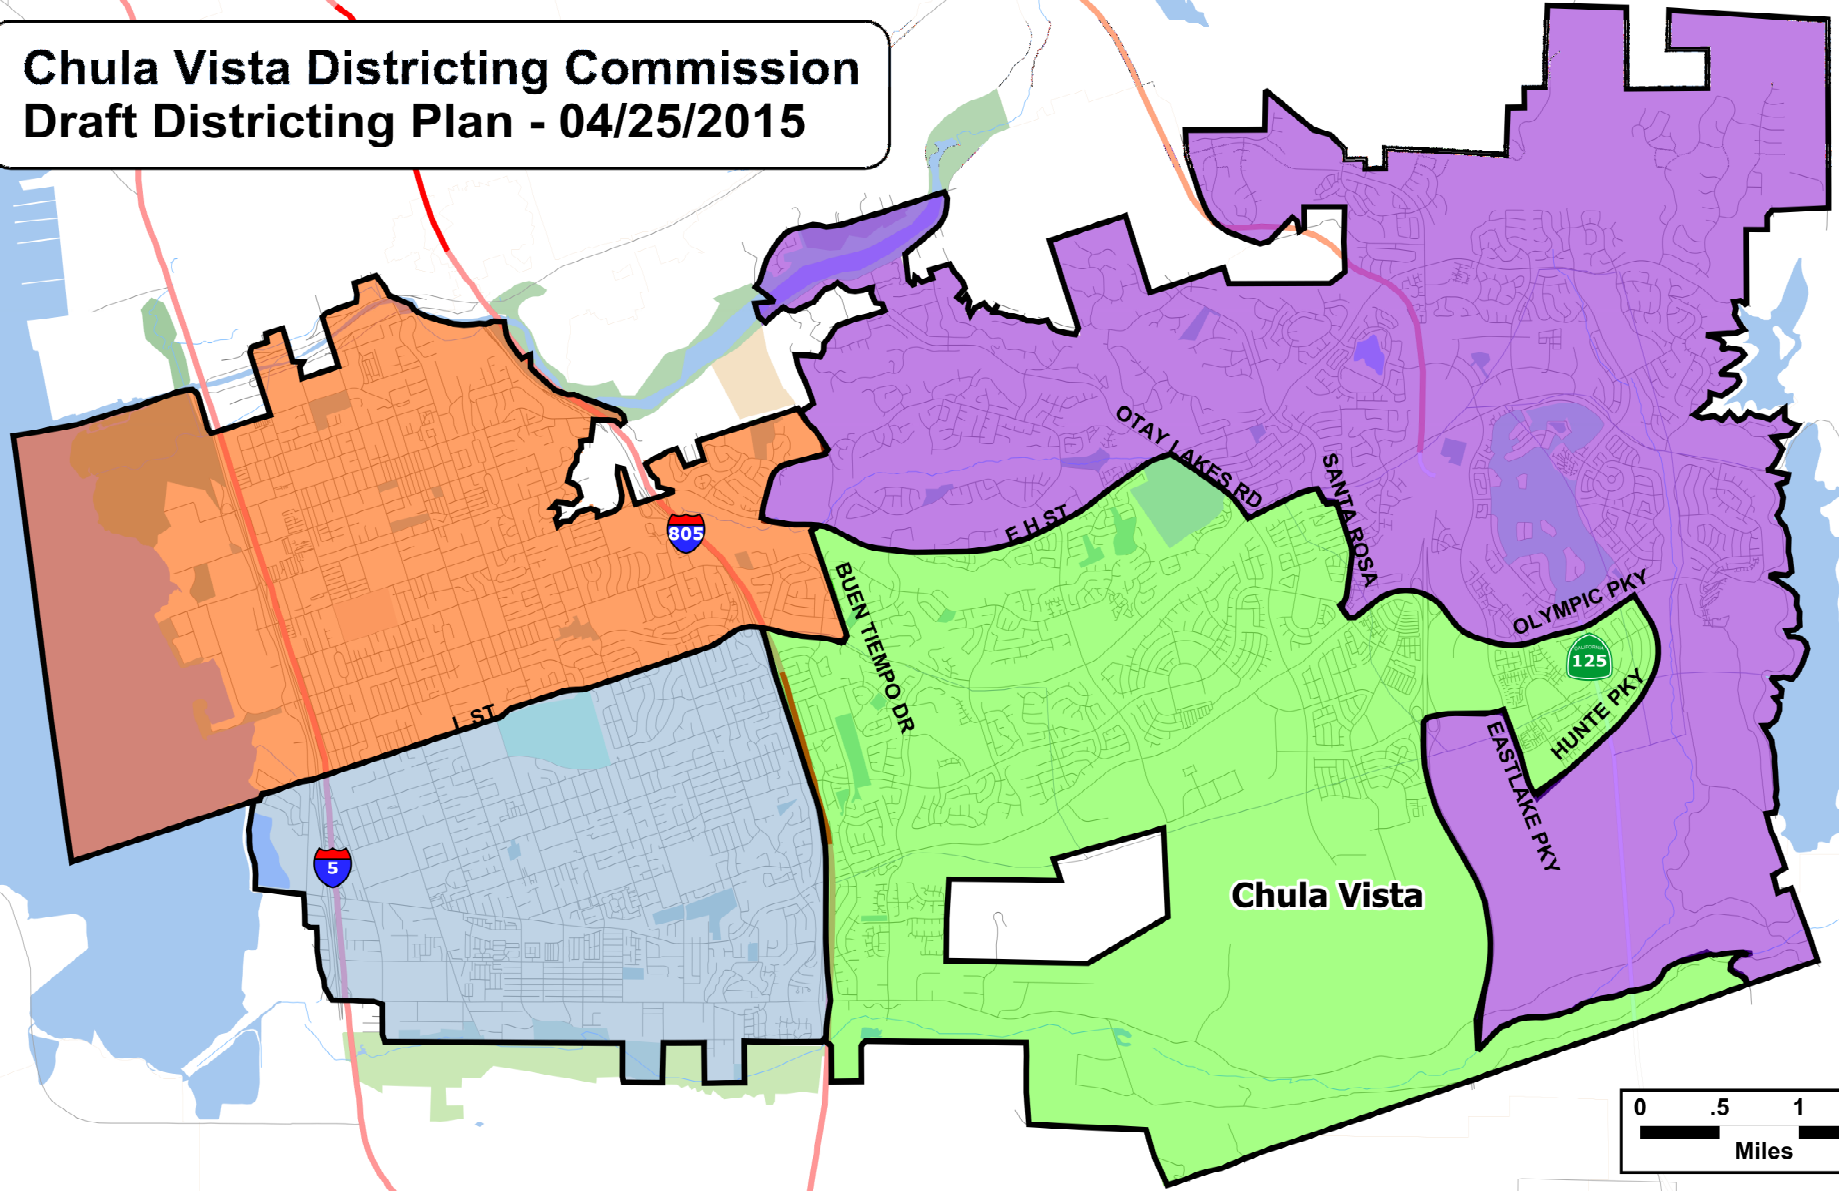 Chula Vista Districting Commission
Draft Districting Plan - 04/25/2015
OTAY LAKES RD
SANTA ROSA
E H ST
805
BUEN TIEMPO DR
OLYMPIC PKY
CALIFORNIA
125
HUNTE PKY
L ST
EASTLAKE PKY
5
Chula Vista
0 .5 1
Miles